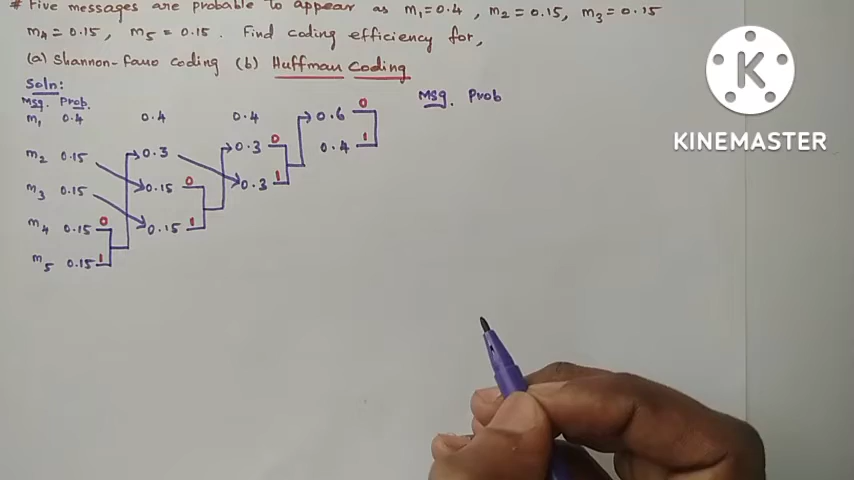 # Five messages are probable to appear as m₁=0.4, m₂=0.15, m₃=0.15
m₄=0.15, m₅=0.15. Find coding efficiency for,
(a) Shannon-fano coding (b) Huffman Coding
Soln:
Msg. Prob.
Msg. Prob
m₁ 0.4 0.4 0.4 0.6 0
m₂ 0.15 0.3 0.3 0 0.4 1
m₃ 0.15 0.15 0 0.3 1
m₄ 0.15 0 0.15 1
m₅ 0.15 1
K
KINEMASTER